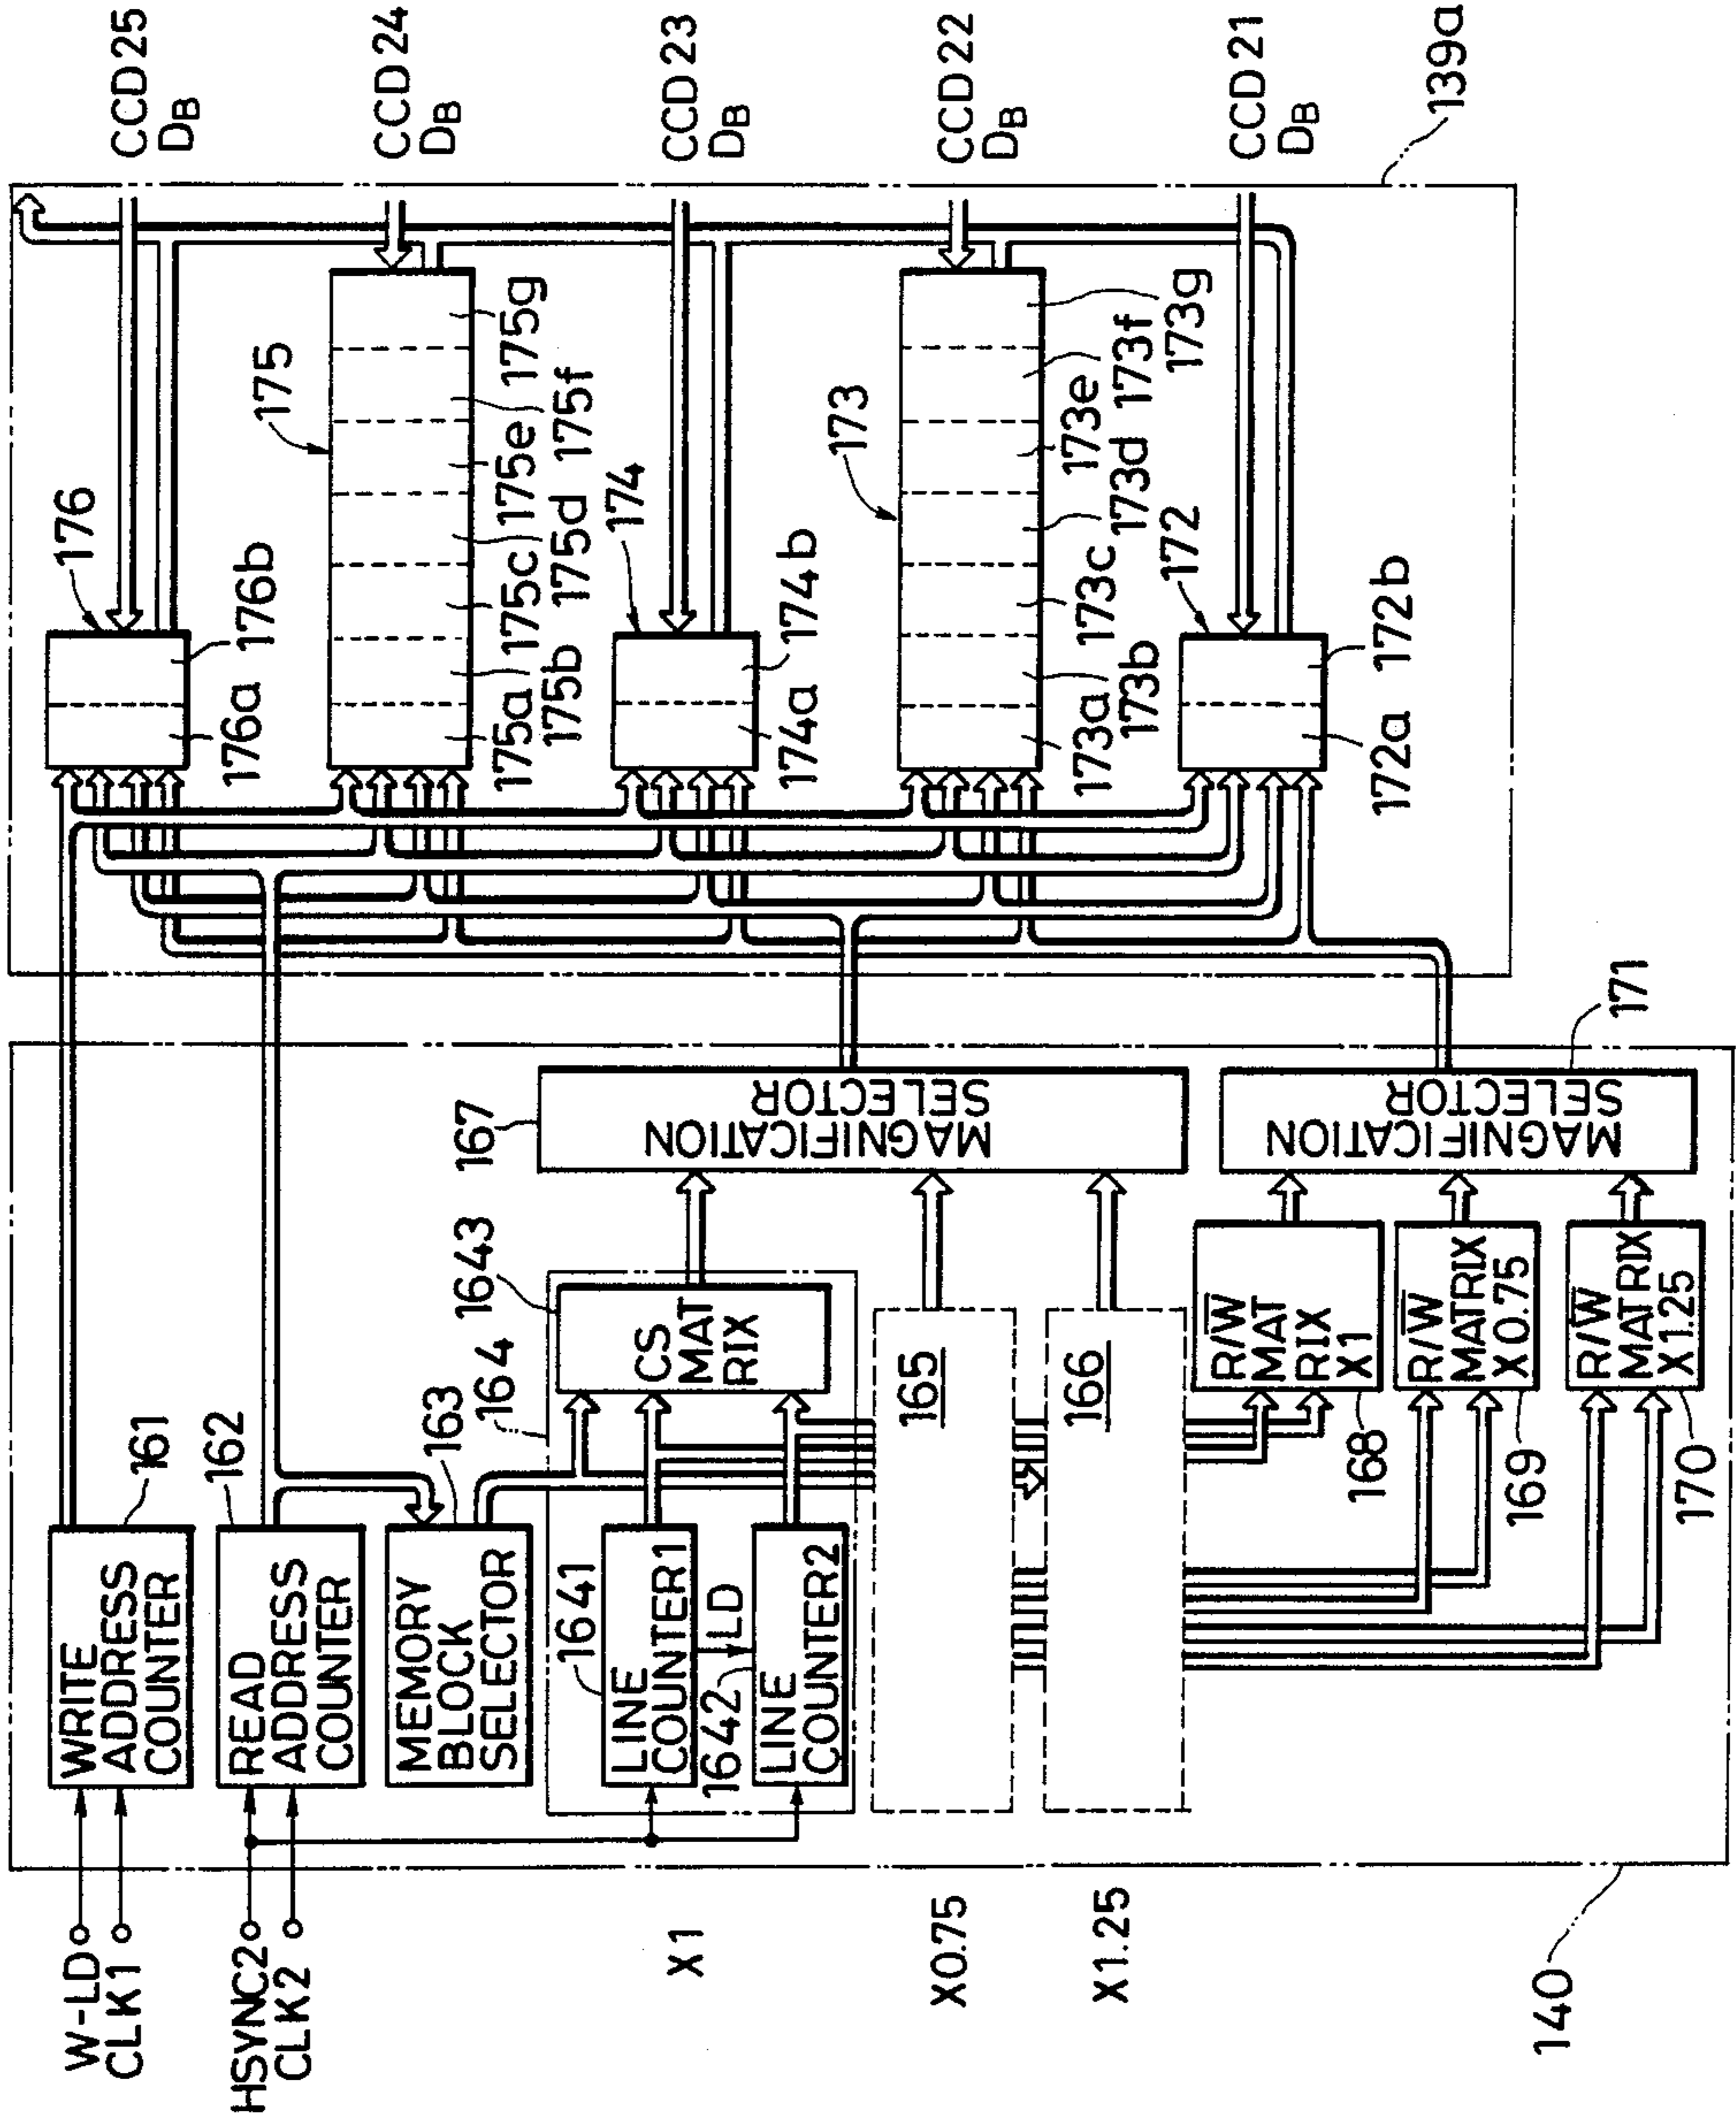 W-LD
CLK1
HSYNC2
CLK2
X1
X0.75
X1.25
140
WRITE
ADDRESS
COUNTER
161
READ
ADDRESS
COUNTER
162
MEMORY
BLOCK
SELECTOR
163
164
LINE
COUNTER1
1641
LD
1642
LINE
COUNTER2
CS
MAT
RIX
1643
165
166
R/W
MAT
RIX
X1
168
R/W
MATRIX
X0.75
169
R/W
MATRIX
X1.25
170
167
MAGNIFICATION
SELECTOR
MAGNIFICATION
SELECTOR
171
176
176a
176b
175
175a
175b
175c
175d
175e
175f
175g
174
174a
174b
173
173a
173b
173c
173d
173e
173f
173g
172
172a
172b
CCD25
DB
CCD24
DB
CCD23
DB
CCD22
DB
CCD21
DB
139a